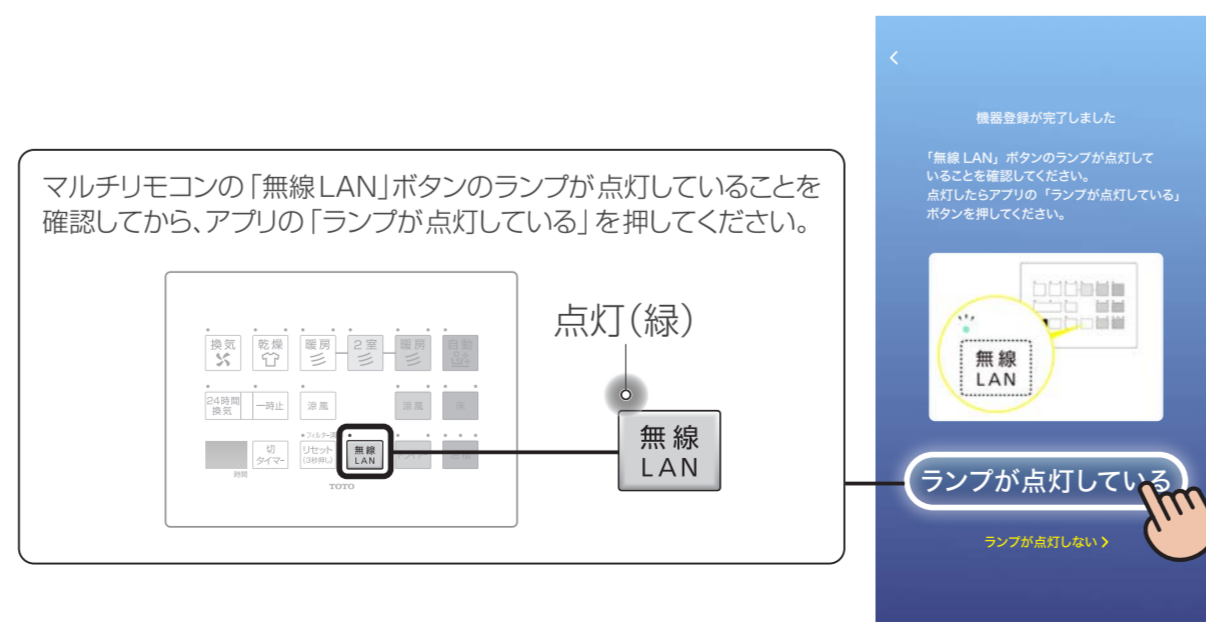 マルチリモコンの「無線LAN」ボタンのランプが点灯していることを
確認してから、アプリの「ランプが点灯している」を押してください。
換気
乾燥
暖房
2室
暖房
自動
24時間
換気
一時止
涼風
涼風
床
切
タイマー
リセット
(3秒押し)
無線
LAN
時間
TOTO
点灯(緑)
無線
LAN
機器登録が完了しました
「無線 LAN」ボタンのランプが点灯して
いることを確認してください。
点灯したらアプリの「ランプが点灯している」
ボタンを押してください。
無線
LAN
ランプが点灯している
ランプが点灯しない >